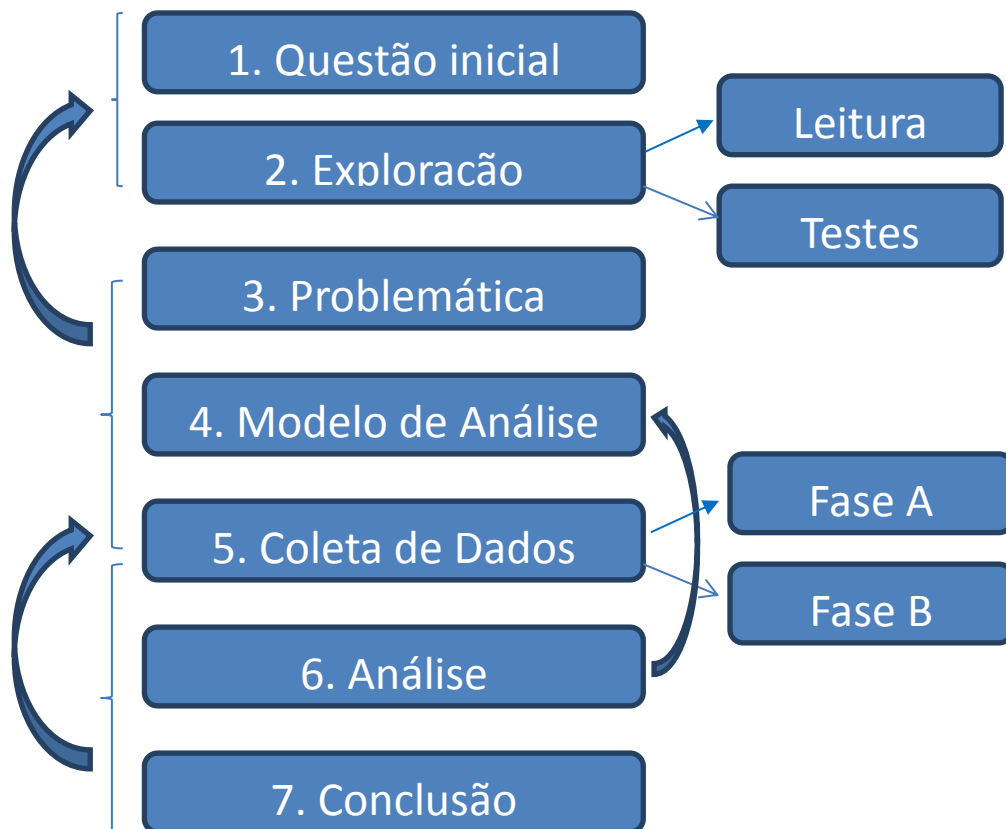 1. Questão inicial
2. Exploração
Leitura
Testes
3. Problemática
4. Modelo de Análise
5. Coleta de Dados
Fase A
Fase B
6. Análise
7. Conclusão